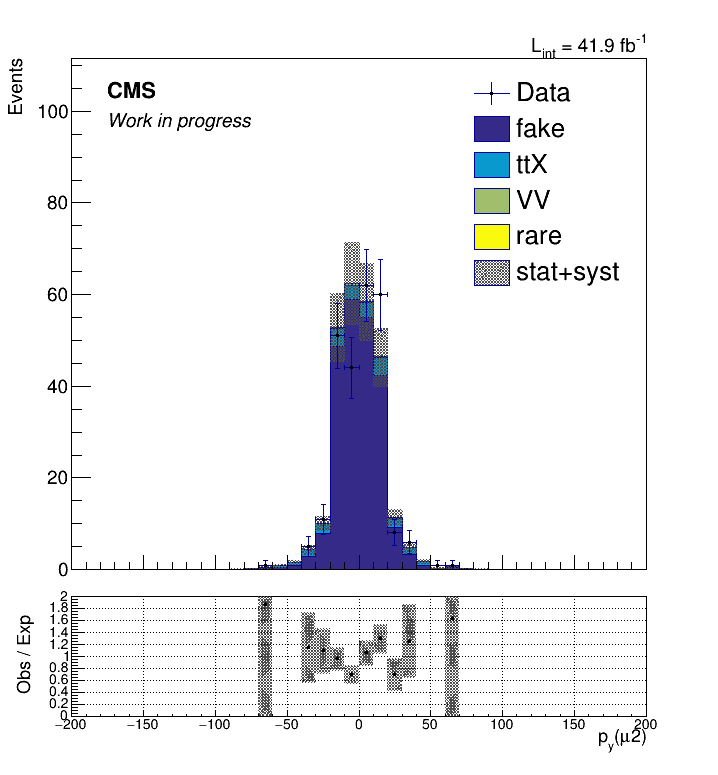 L_int = 41.9 fb^-1
Events
CMS
Work in progress
Data
fake
ttX
VV
rare
stat+syst
100
80
60
40
20
0
Obs / Exp
2
1.8
1.6
1.4
1.2
1
0.8
0.6
0.4
0.2
0
−200 −150 −100 −50 0 50 100 150 200
p_y(μ2)